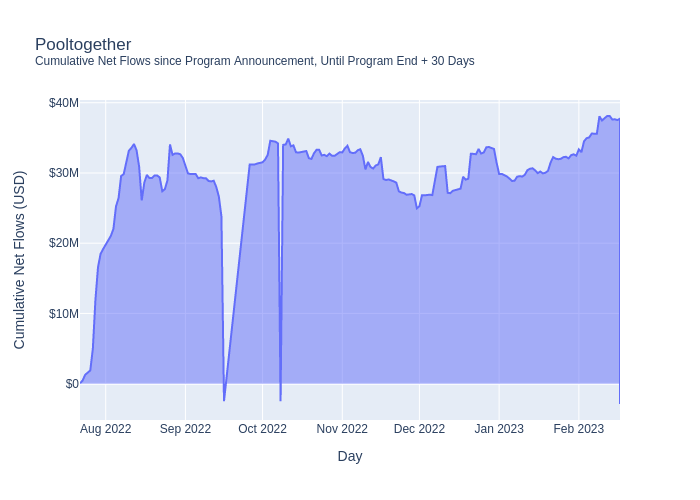 Pooltogether
Cumulative Net Flows since Program Announcement, Until Program End + 30 Days
Cumulative Net Flows (USD)
$40M
$30M
$20M
$10M
$0
Aug 2022
Sep 2022
Oct 2022
Nov 2022
Dec 2022
Jan 2023
Feb 2023
Day